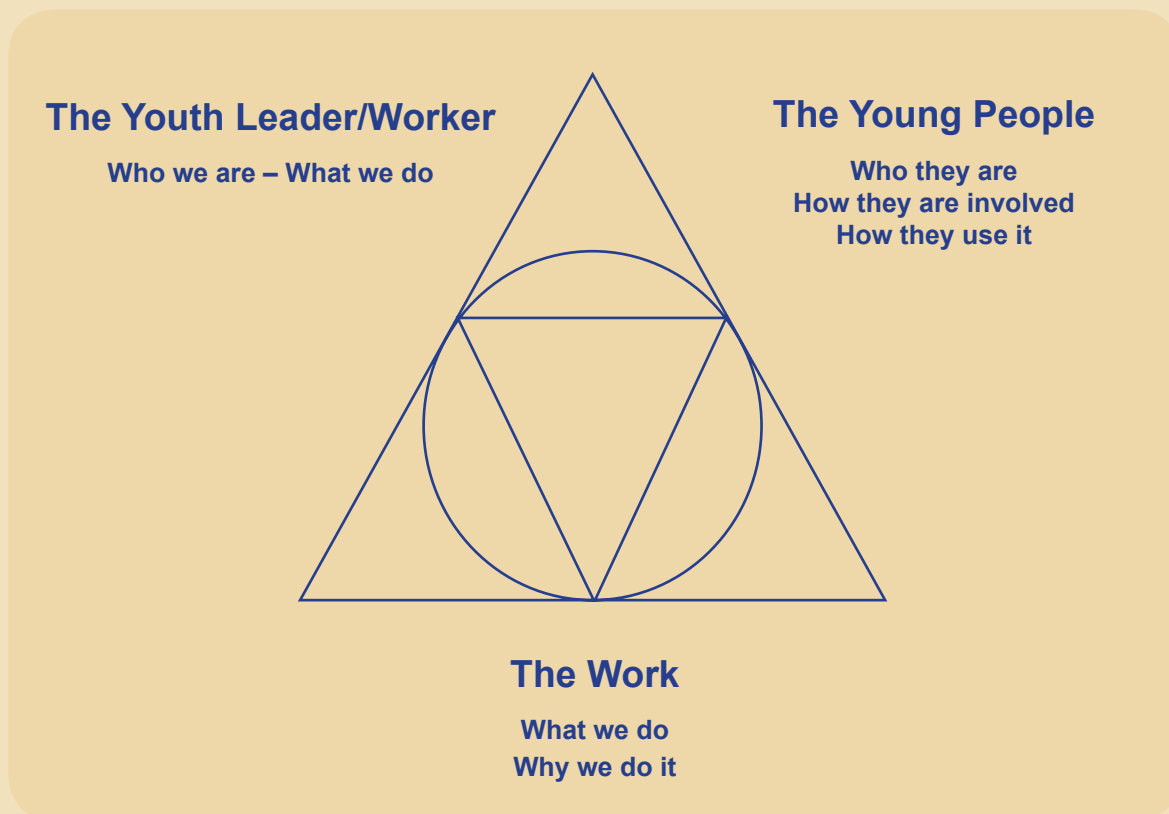 The Youth Leader/Worker
Who we are – What we do
The Young People
Who they are
How they are involved
How they use it
The Work
What we do
Why we do it